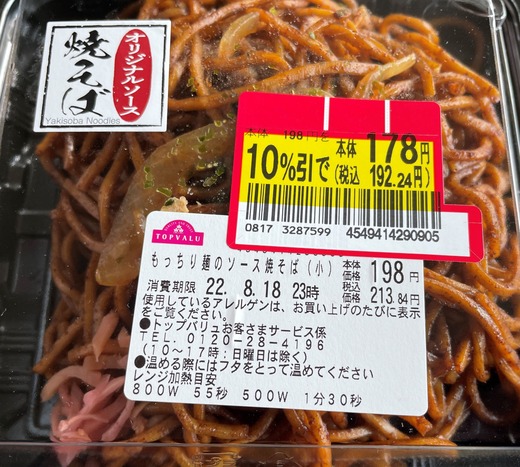 オリジナルソース
焼そば
Yakisoba Noodles
本体 198円を
10%引で
本体 178円
(税込 192.24円)
0817 3287599 4549414290905
TOPVALU
もっちり麺のソース焼そば(小)
本体価格 198円
消費期限 22. 8.18 23時
税込価格 213.84円
使用しているアレルゲンは、お買い上げのたびに表示
をご覧ください。
●トップバリュお客さまサービス係
TEL.0120-28-4196
(10~17時:日曜日は除く)
●温める際にはフタをとって温めてください
レンジ加熱目安
800W 55秒 500W 1分30秒